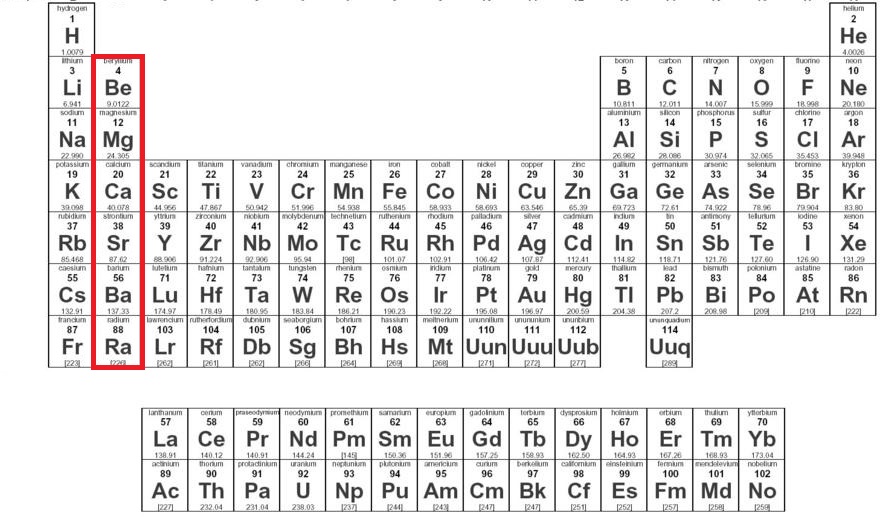 hydrogen helium
1 2
H He
1.0079 4.0026
lithium beryllium boron carbon nitrogen oxygen fluorine neon
3 4 5 6 7 8 9 10
Li Be B C N O F Ne
6.941 9.0122 10.811 12.011 14.007 15.999 18.998 20.180
sodium magnesium aluminium silicon phosphorus sulfur chlorine argon
11 12 13 14 15 16 17 18
Na Mg Al Si P S Cl Ar
22.990 24.305 26.982 28.086 30.974 32.065 35.453 39.948
potassium calcium scandium titanium vanadium chromium manganese iron cobalt nickel copper zinc gallium germanium arsenic selenium bromine krypton
19 20 21 22 23 24 25 26 27 28 29 30 31 32 33 34 35 36
K Ca Sc Ti V Cr Mn Fe Co Ni Cu Zn Ga Ge As Se Br Kr
39.098 40.078 44.956 47.867 50.942 51.996 54.938 55.845 58.933 58.693 63.546 65.39 69.723 72.61 74.922 78.96 79.904 83.80
rubidium strontium yttrium zirconium niobium molybdenum technetium ruthenium rhodium palladium silver cadmium indium tin antimony tellurium iodine xenon
37 38 39 40 41 42 43 44 45 46 47 48 49 50 51 52 53 54
Rb Sr Y Zr Nb Mo Tc Ru Rh Pd Ag Cd In Sn Sb Te I Xe
85.468 87.62 88.906 91.224 92.906 95.94 [98] 101.07 102.91 106.42 107.87 112.41 114.82 118.71 121.76 127.60 126.90 131.29
caesium barium lutetium hafnium tantalum tungsten rhenium osmium iridium platinum gold mercury thallium lead bismuth polonium astatine radon
55 56 71 72 73 74 75 76 77 78 79 80 81 82 83 84 85 86
Cs Ba Lu Hf Ta W Re Os Ir Pt Au Hg Tl Pb Bi Po At Rn
132.91 137.33 174.97 178.49 180.95 183.84 186.21 190.23 192.22 195.08 196.97 200.59 204.38 207.2 208.98 [209] [210] [222]
francium radium lawrencium rutherfordium dubnium seaborgium bohrium hassium meitnerium ununnilium unununium ununbium ununquadium
87 88 103 104 105 106 107 108 109 110 111 112 114
Fr Ra Lr Rf Db Sg Bh Hs Mt Uun Uuu Uub Uuq
[223] [226] [262] [261] [262] [266] [264] [269] [268] [271] [272] [277] [289]
lanthanum cerium praseodymium neodymium promethium samarium europium gadolinium terbium dysprosium holmium erbium thulium ytterbium
57 58 59 60 61 62 63 64 65 66 67 68 69 70
La Ce Pr Nd Pm Sm Eu Gd Tb Dy Ho Er Tm Yb
138.91 140.12 140.91 144.24 [145] 150.36 151.96 157.25 158.93 162.50 164.93 167.26 168.93 173.04
actinium thorium protactinium uranium neptunium plutonium americium curium berkelium californium einsteinium fermium mendelevium nobelium
89 90 91 92 93 94 95 96 97 98 99 100 101 102
Ac Th Pa U Np Pu Am Cm Bk Cf Es Fm Md No
[227] 232.04 231.04 238.03 [237] [244] [243] [247] [247] [251] [252] [257] [258] [259]